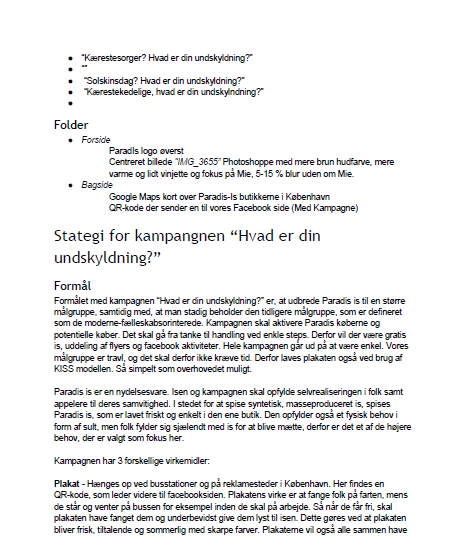 “Kærestesorger? Hvad er din undskyldning?”
“”
“Solskinsdag? Hvad er din undskyldning?”
“Kærestekedelige, hvad er din undskylndning?”
Folder
Forside
ParadIs logo øverst
Centreret billede “IMG_3655” Photoshoppe med mere brun hudfarve, mere
varme og lidt vinjette og fokus på Mie, 5-15 % blur uden om Mie.
Bagside
Google Maps kort over Paradis-Is butikkerne i København
QR-kode der sender en til vores Facebook side (Med Kampagne)
Stategi for kampangnen “Hvad er din
undskyldning?”
Formål
Formålet med kampagnen “Hvad er din undskyldning?” er, at udbrede Paradis is til en større
målgruppe, samtidig med, at man stadig beholder den tidligere målgruppe, som er defineret
som de moderne-fælleskabsorinterede. Kampagnen skal aktivere Paradis køberne og
potentielle køber. Det skal gå fra tanke til handling ved enkle steps. Derfor vil der være gratis
is, uddeling af flyers og facebook aktiviteter. Hele kampagnen går ud på at være enkel. Vores
målgruppe er travl, og det skal derfor ikke kræve tid. Derfor laves plakaten også ved brug af
KISS modellen. Så simpelt som overhovedet muligt.
Paradis is er en nydelsesvare. Isen og kampagnen skal opfylde selvrealiseringen i folk samt
appelere til deres samvittighed. I stedet for at spise syntetisk, masseproduceret is, spises
Paradis is, som er lavet friskt og enkelt i den ene butik. Den opfylder også et fysisk behov i
form af sult, men folk fylder sig sjælendt med is for at blive mætte, derfor er det et af de højere
behov, der er valgt som fokus her.
Kampagnen har 3 forskellige virkemidler:
Plakat - Hænges op ved busstationer og på reklamesteder i København. Her findes en
QR-kode, som leder videre til facebooksiden. Plakatens virke er at fange folk på farten, mens
de står og venter på bussen for eksempel inden de skal på arbejde. Så når de får fri, skal
plakaten have fanget dem og underbevidst give dem lyst til isen. Dette gøres ved at plakaten
bliver frisk, tiltalende og sommerlig med skarpe farver. Plakaterne vil også alle sammen have